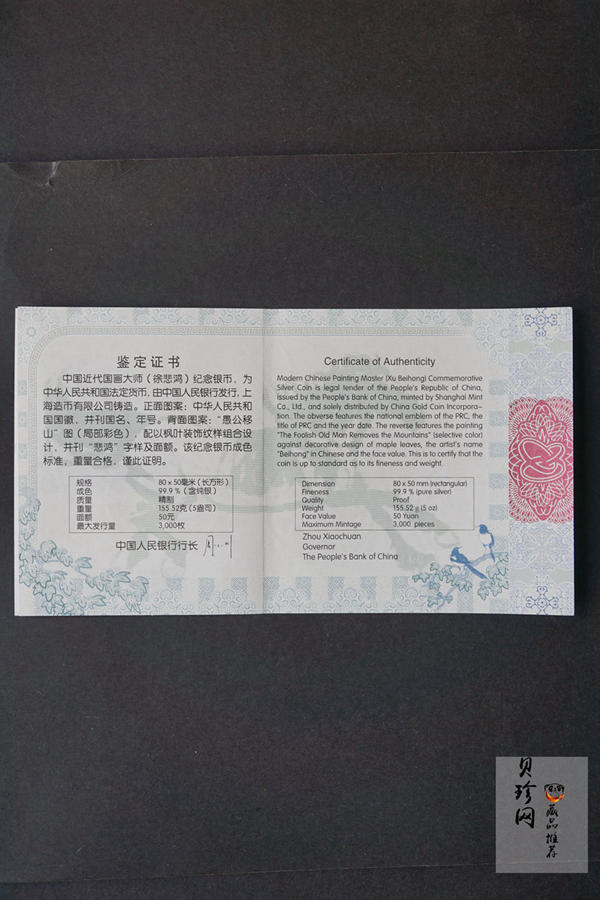 鉴定证书
中国近代国画大师（徐悲鸿）纪念银币，为
中华人民共和国法定货币，由中国人民银行发行，上
海造币有限公司铸造。正面图案：中华人民共和
国国徽，并刊国名、年号。背面图案：“愚公移
山”图（局部彩色），配以枫叶装饰纹样组合设
计，并刊“悲鸿”字样及面额。该纪念银币成色
标准，重量合格，谨此证明。
规格 80 x 50毫米（长方形）
成色 99.9 %（含纯银）
质量 精制
重量 155.52克（5盎司）
面额 50元
最大发行量 3,000枚
中国人民银行行长
Certificate of Authenticity
Modern Chinese Painting Master (Xu Beihong) Commemorative
Silver Coin is legal tender of the People's Republic of China,
issued by the People's Bank of China, minted by Shanghai Mint
Co., Ltd., and solely distributed by China Gold Coin Incorpora-
tion. The obverse features the national emblem of the PRC, the
title of PRC and the year date. The reverse features the painting
"The Foolish Old Man Removes the Mountains" (selective color)
against decorative design of maple leaves, the artist's name
"Beihong" in Chinese and the face value. This is to certify that the
coin is up to standard as to its fineness and weight.
Dimension 80 x 50 mm (rectangular)
Fineness 99.9 % (pure silver)
Quality Proof
Weight 155.52 g (5 oz)
Face Value 50 Yuan
Maximum Mintage 3,000 pieces
Zhou Xiaochuan
Governor
The People's Bank of China
贝珍网
藏品推荐